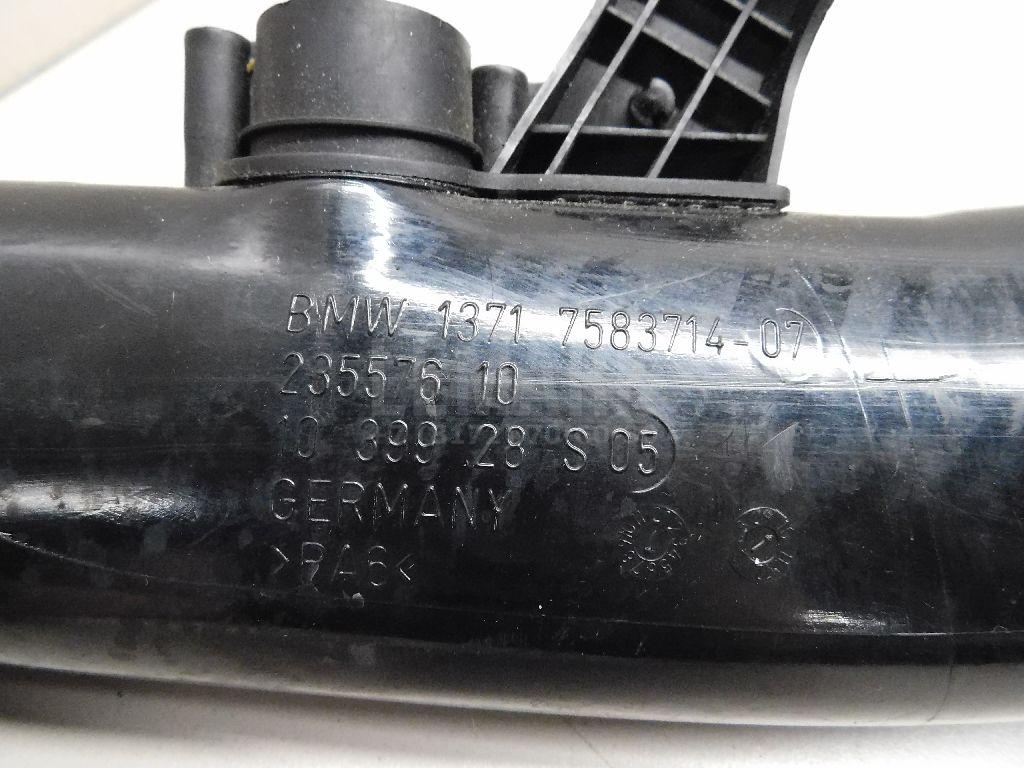 BMW 1371 7583714-07
235576 10
10 399 28 S 05
GERMANY
>PA6<